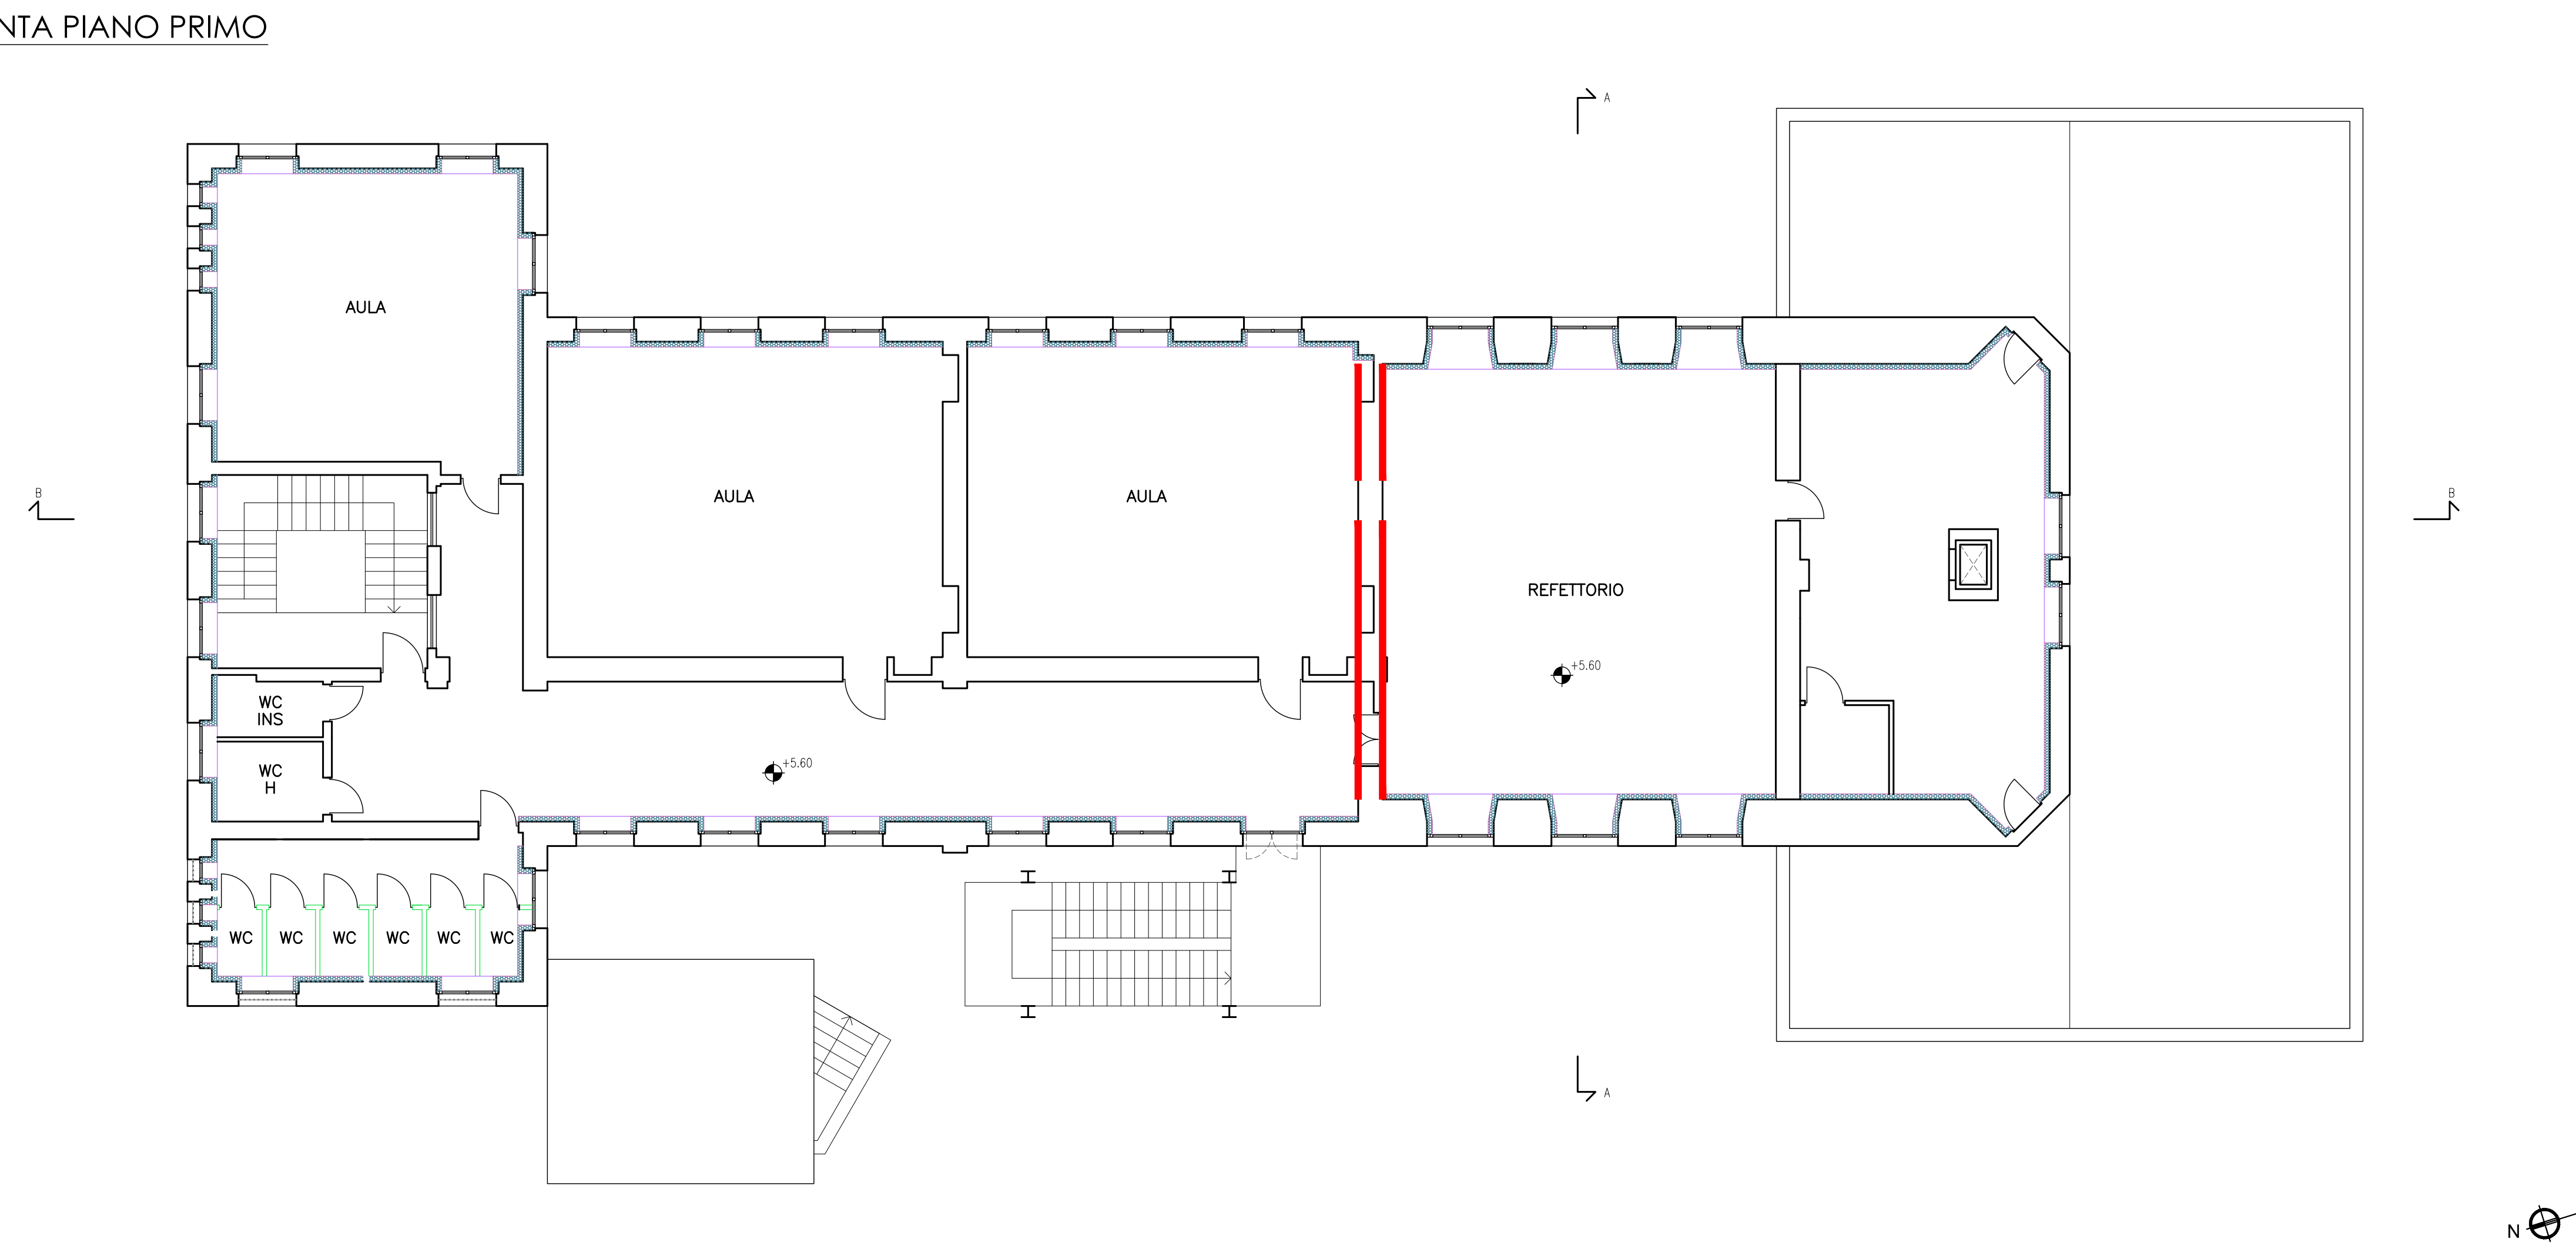 NTA PIANO PRIMO
A
AULA
B
B
AULA
AULA
REFETTORIO
+5.60
WC
INS
+5.60
WC
H
WC
WC
WC
WC
WC
WC
A
N